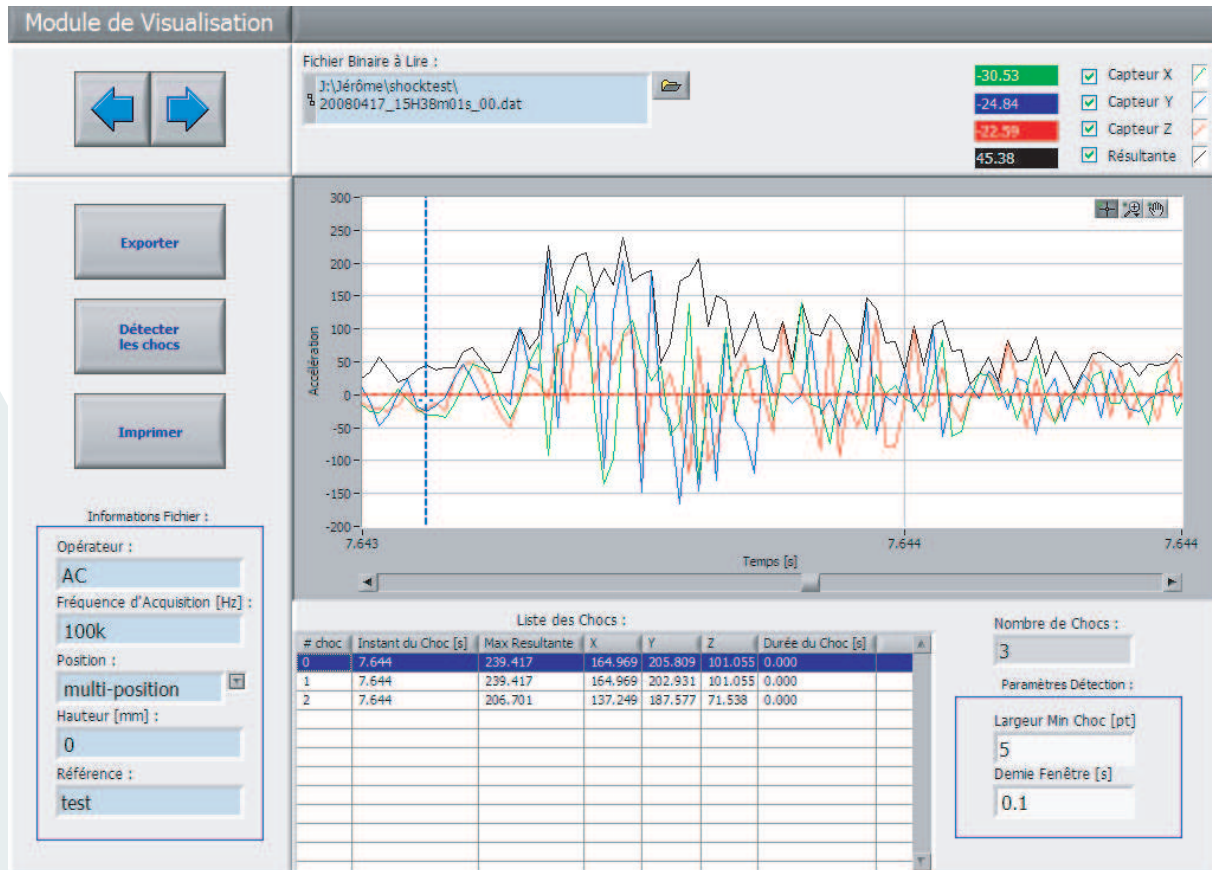 Module de Visualisation
Fichier Binaire à Lire :
J:\Jérôme\shocktest\
20080417_15H38m01s_00.dat
-30.53 Capteur X
-24.84 Capteur Y
-22.59 Capteur Z
45.38 Résultante
Exporter
Détecter
les chocs
Imprimer
300
250
200
150
100
50
0
-50
-100
-150
-200
Accélération
7.643 7.644 7.644
Temps [s]
Informations Fichier :
Opérateur :
AC
Fréquence d'Acquisition [Hz] :
100k
Position :
multi-position
Hauteur [mm] :
0
Référence :
test
Liste des Chocs :
# choc Instant du Choc [s] Max Resultante X Y Z Durée du Choc [s]
0 7.644 239.417 164.969 205.809 101.055 0.000
1 7.644 239.417 164.969 202.931 101.055 0.000
2 7.644 206.701 137.249 187.577 71.538 0.000
Nombre de Chocs :
3
Paramètres Détection :
Largeur Min Choc [pt]
5
Demie Fenêtre [s]
0.1